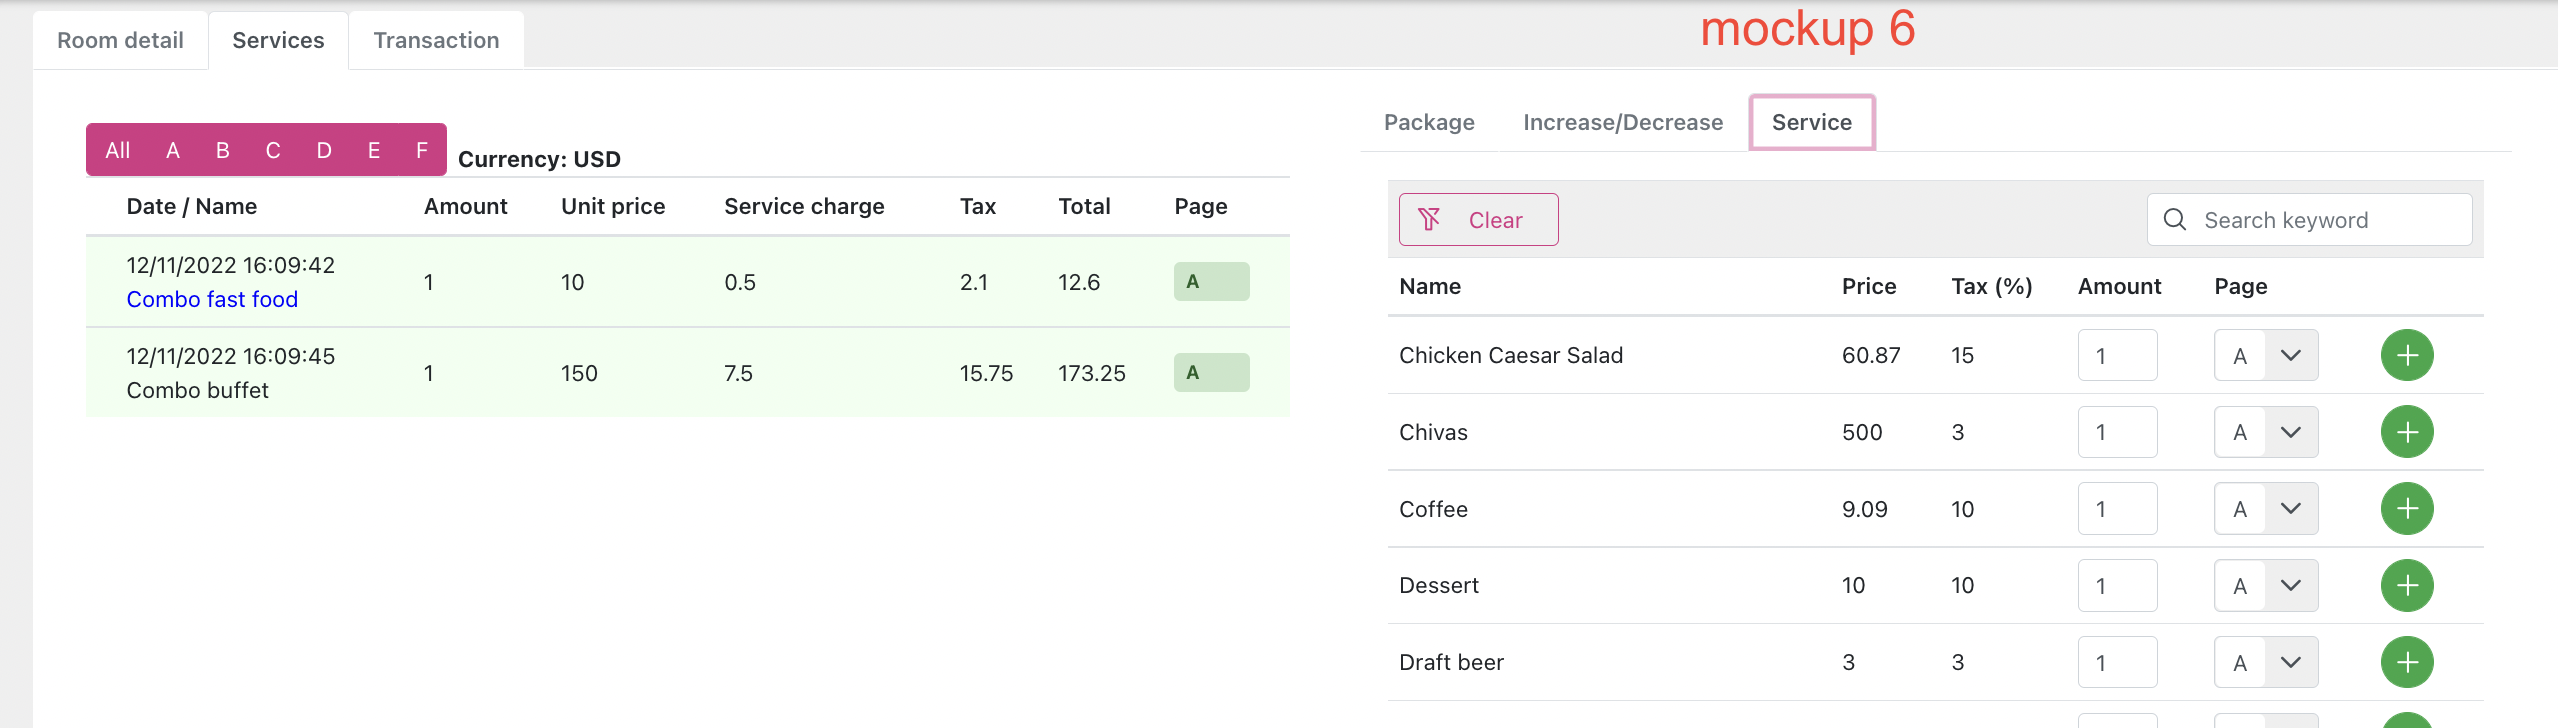 mockup 6
Room detail Services Transaction
Package Increase/Decrease Service
All A B C D E F Currency: USD
Date / Name Amount Unit price Service charge Tax Total Page
12/11/2022 16:09:42
Combo fast food 1 10 0.5 2.1 12.6 A
12/11/2022 16:09:45
Combo buffet 1 150 7.5 15.75 173.25 A
Clear Search keyword
Name Price Tax (%) Amount Page
Chicken Caesar Salad 60.87 15 1 A
Chivas 500 3 1 A
Coffee 9.09 10 1 A
Dessert 10 10 1 A
Draft beer 3 3 1 A